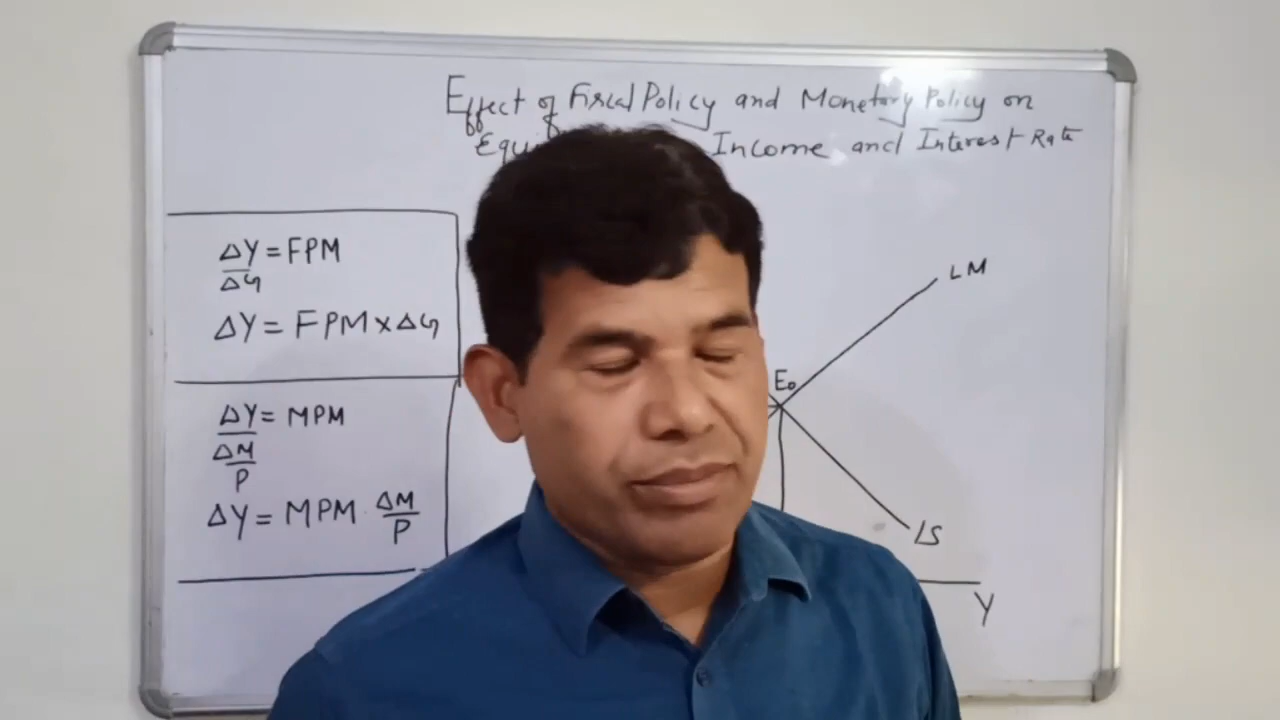 Effect of Fiscal Policy and Monetary Policy on
Income and Interest Rate
ΔY = FPM
ΔG
ΔY = FPM x ΔG
ΔY = MPM
ΔM
P
ΔY = MPM · ΔM
P
LM
E₀
IS
Y